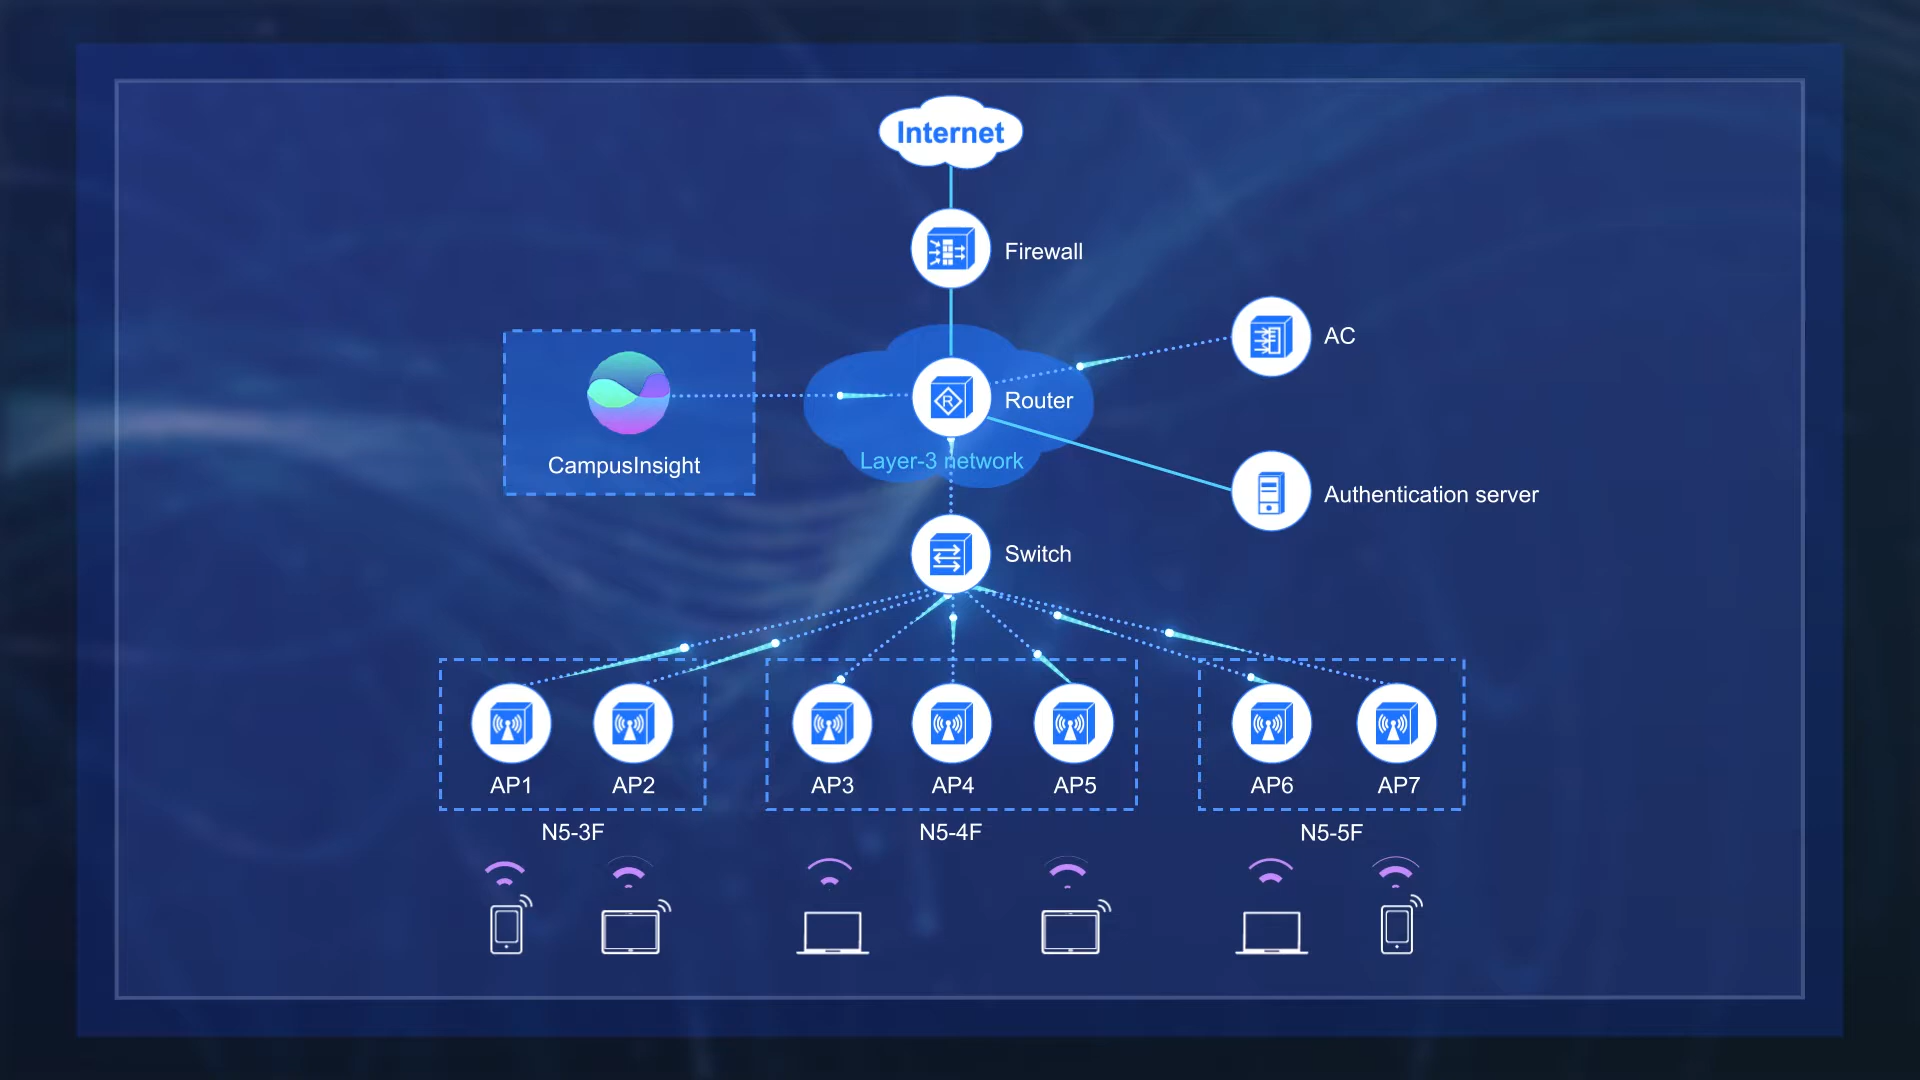 Internet
Firewall
AC
Router
CampusInsight
Layer-3 network
Authentication server
Switch
AP1
AP2
AP3
AP4
AP5
AP6
AP7
N5-3F
N5-4F
N5-5F